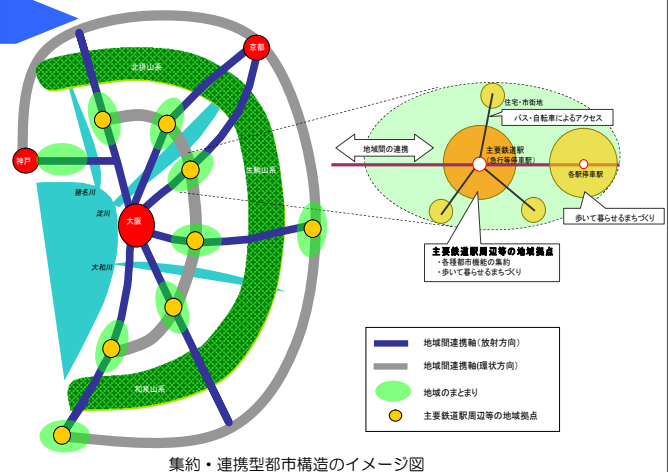 京都
北摂山系
住宅・市街地
バス・自転車によるアクセス
地域間の連携
主要鉄道駅
(急行等停車駅)
神戸
生駒山系
各駅停車駅
猪名川
淀川
大阪
歩いて暮らせるまちづくり
主要鉄道駅周辺等の地域拠点
・各種都市機能の集約
・歩いて暮らせるまちづくり
大和川
地域間連携軸(放射方向)
地域間連携軸(環状方向)
地域のまとまり
和泉山系
主要鉄道駅周辺等の地域拠点
集約・連携型都市構造のイメージ図